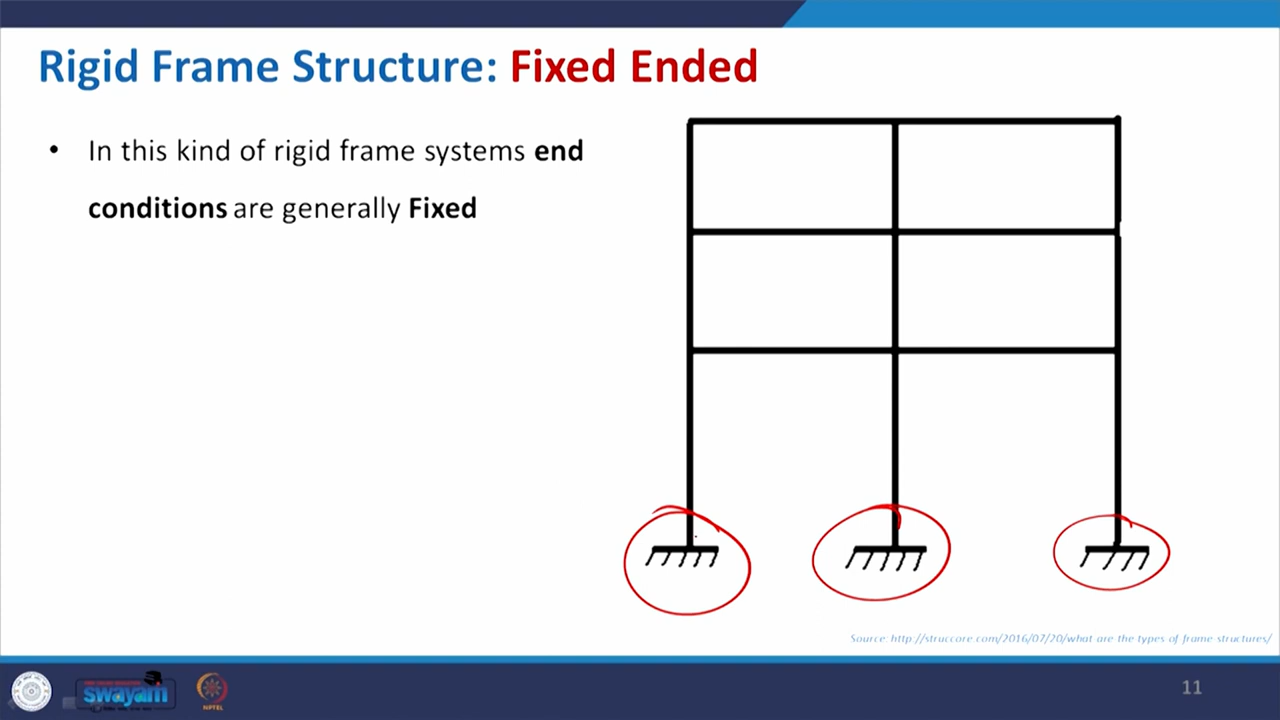 Rigid Frame Structure: Fixed Ended
• In this kind of rigid frame systems end
conditions are generally Fixed
Source: http://struccore.com/2016/07/20/what are the types of frame structures/
swayam
NPTEL
11